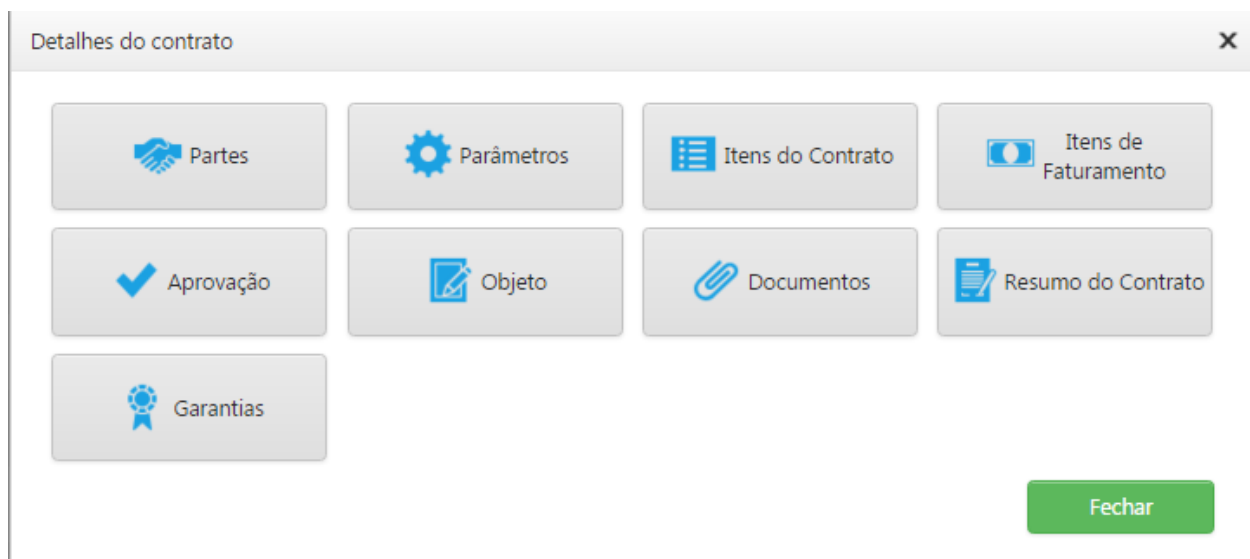 Detalhes do contrato
Partes
Parâmetros
Itens do Contrato
Itens de
Faturamento
Aprovação
Objeto
Documentos
Resumo do Contrato
Garantias
Fechar